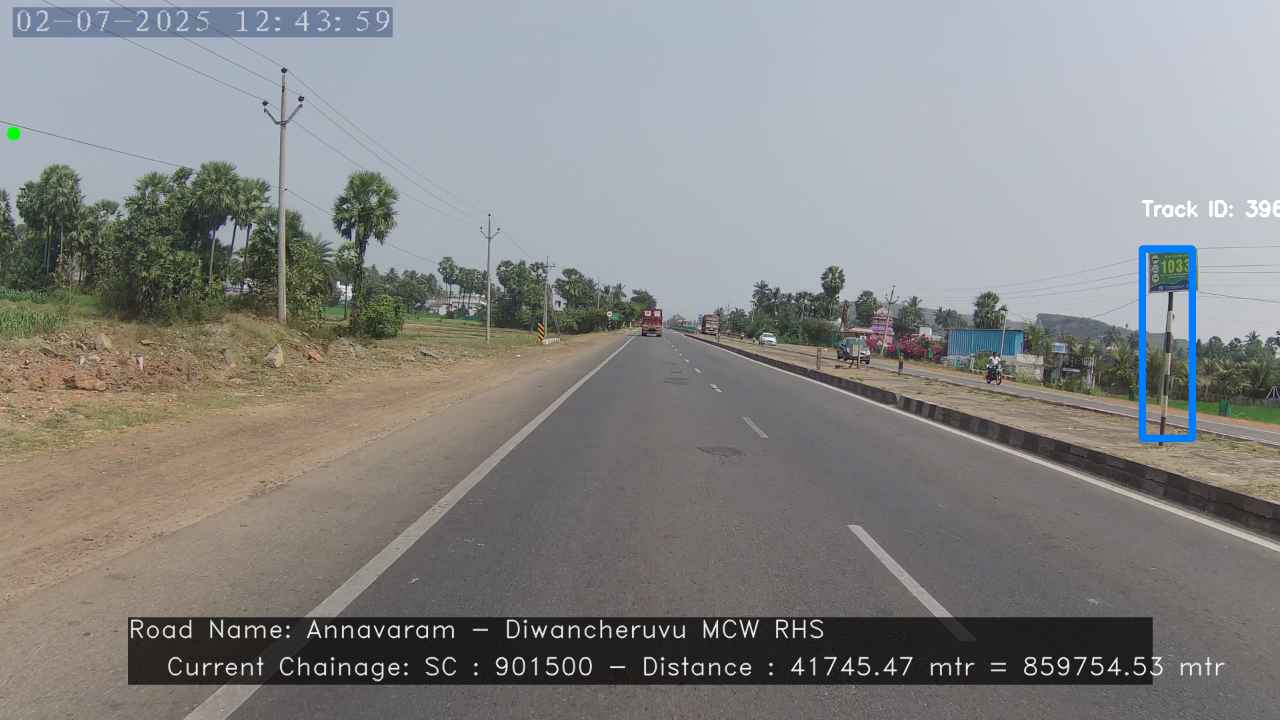 02-07-2025 12:43:59
Track ID: 396
1033
Road Name: Annavaram - Diwancheruvu MCW RHS
Current Chainage: SC : 901500 - Distance : 41745.47 mtr = 859754.53 mtr